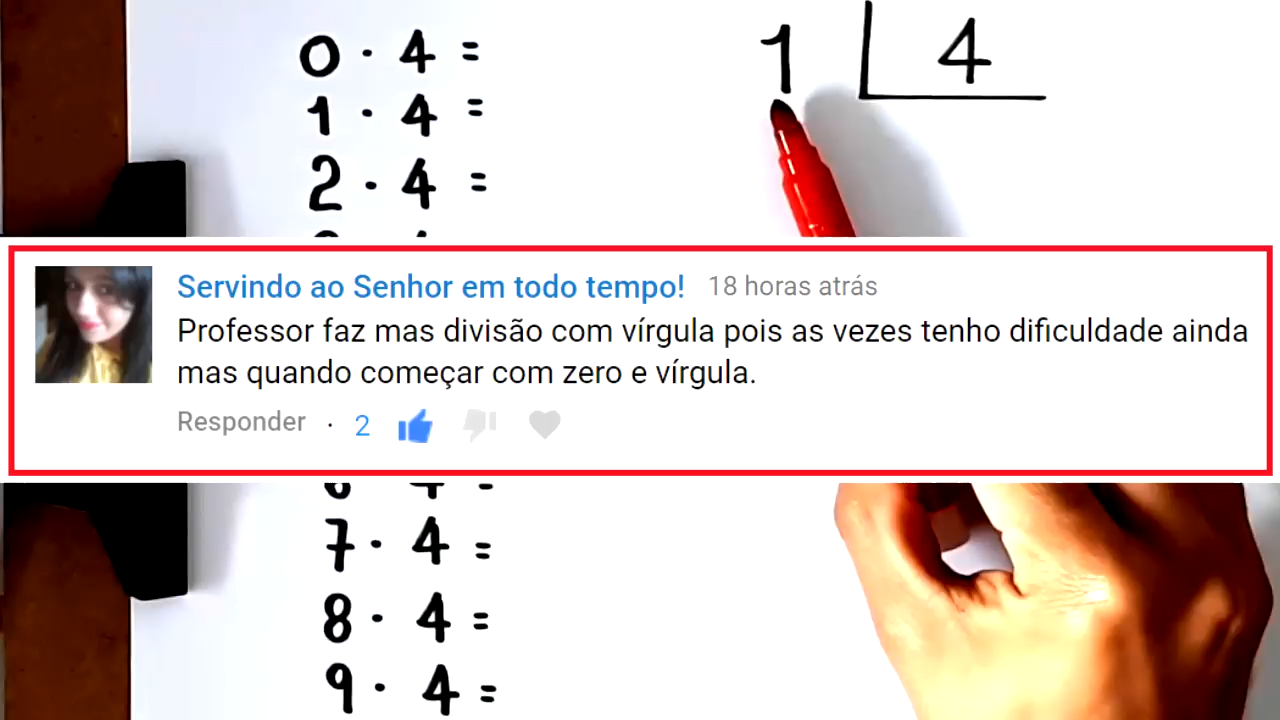 0 · 4 =
1 · 4 =
2 · 4 =
1 4
Servindo ao Senhor em todo tempo! 18 horas atrás
Professor faz mas divisão com vírgula pois as vezes tenho dificuldade ainda
mas quando começar com zero e vírgula.
Responder · 2
7 · 4 =
8 · 4 =
9 · 4 =